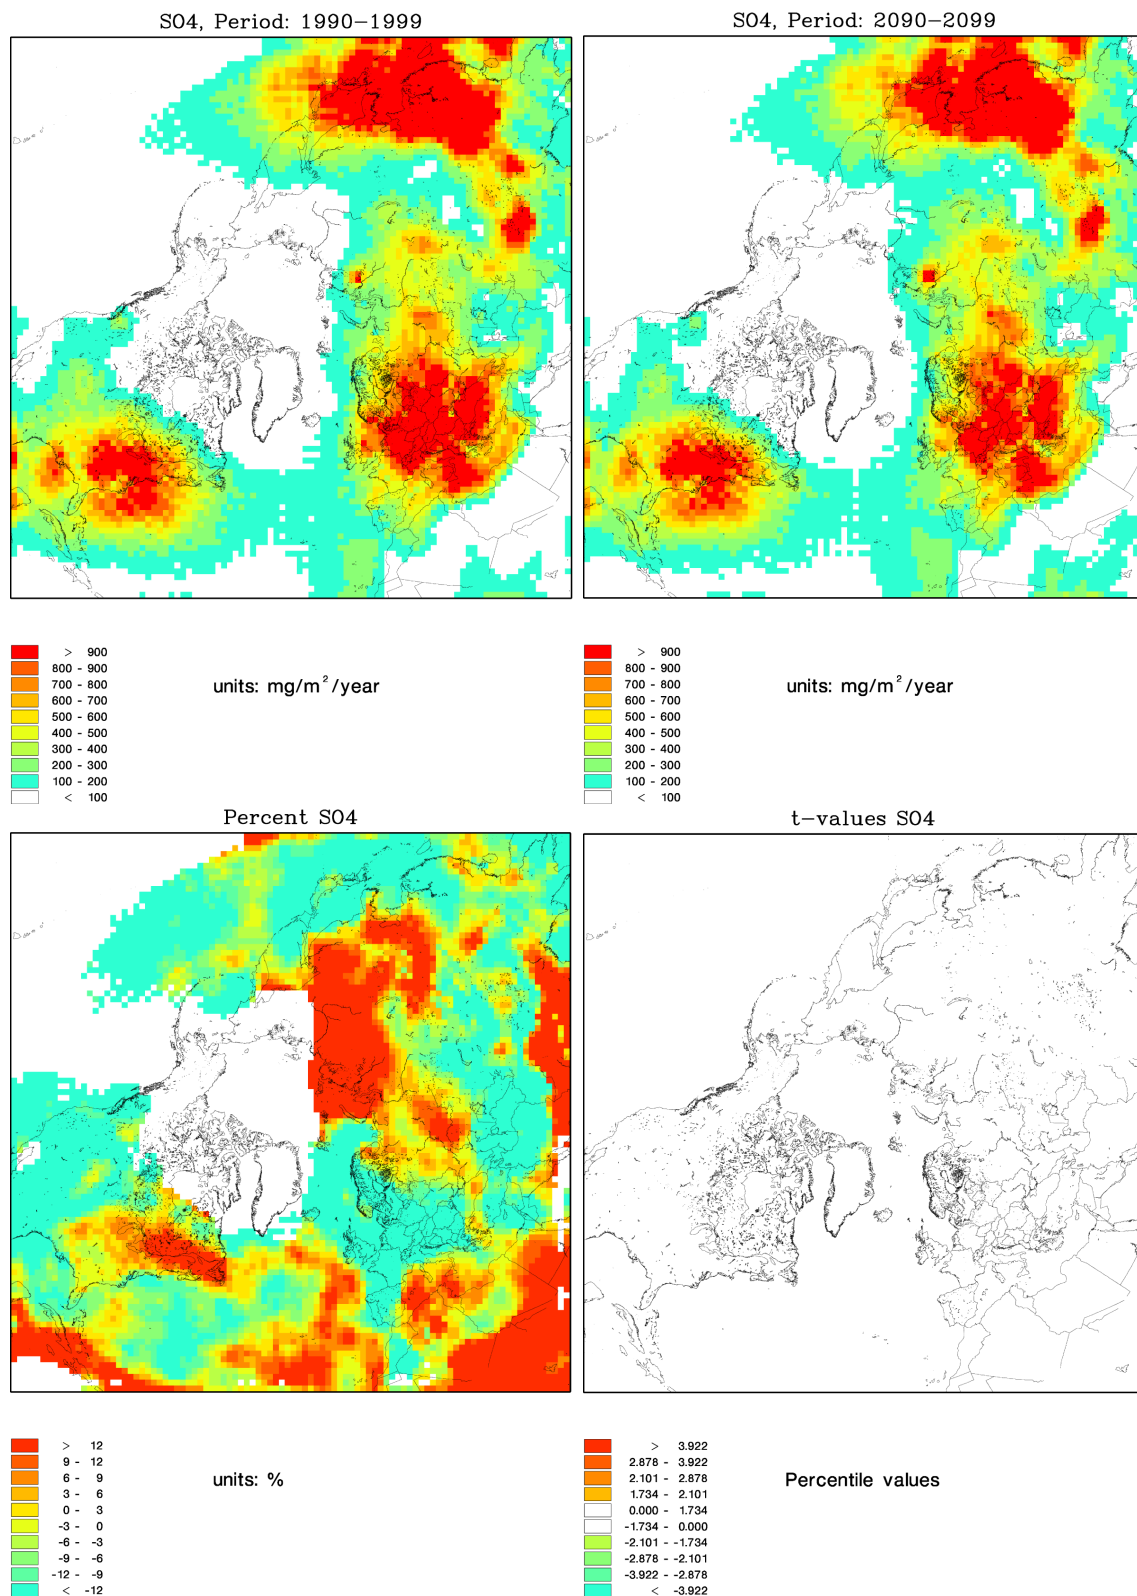 SO4, Period: 1990-1999
SO4, Period: 2090-2099
> 900
800 - 900
700 - 800
600 - 700
500 - 600
400 - 500
300 - 400
200 - 300
100 - 200
< 100
units: mg/m²/year
> 900
800 - 900
700 - 800
600 - 700
500 - 600
400 - 500
300 - 400
200 - 300
100 - 200
< 100
units: mg/m²/year
Percent SO4
t-values SO4
> 12
9 - 12
6 - 9
3 - 6
0 - 3
-3 - 0
-6 - -3
-9 - -6
-12 - -9
< -12
units: %
> 3.922
2.878 - 3.922
2.101 - 2.878
1.734 - 2.101
0.000 - 1.734
-1.734 - 0.000
-2.101 - -1.734
-2.878 - -2.101
-3.922 - -2.878
< -3.922
Percentile values